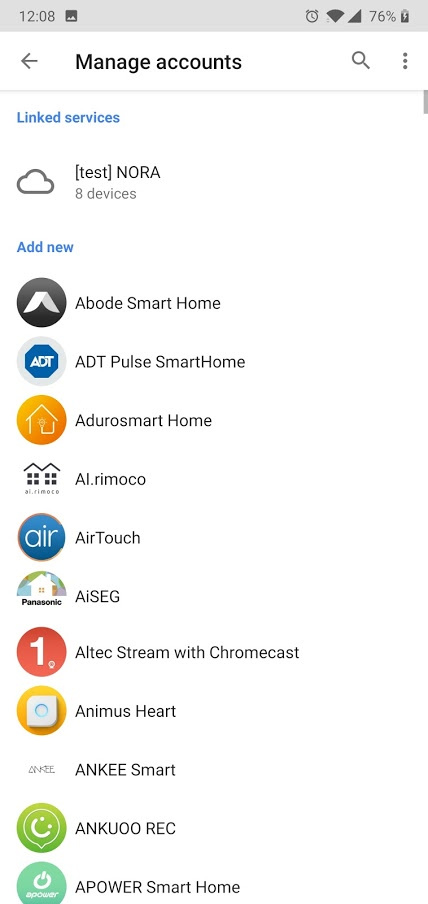 12:08
76%
Manage accounts
Linked services
[test] NORA
8 devices
Add new
Abode Smart Home
ADT
ADT Pulse SmartHome
Adurosmart Home
ai.rimoco
AI.rimoco
air
AirTouch
Panasonic
AiSEG
1
Altec Stream with Chromecast
Animus Heart
ANKEE
ANKEE Smart
ANKUOO REC
apower
APOWER Smart Home